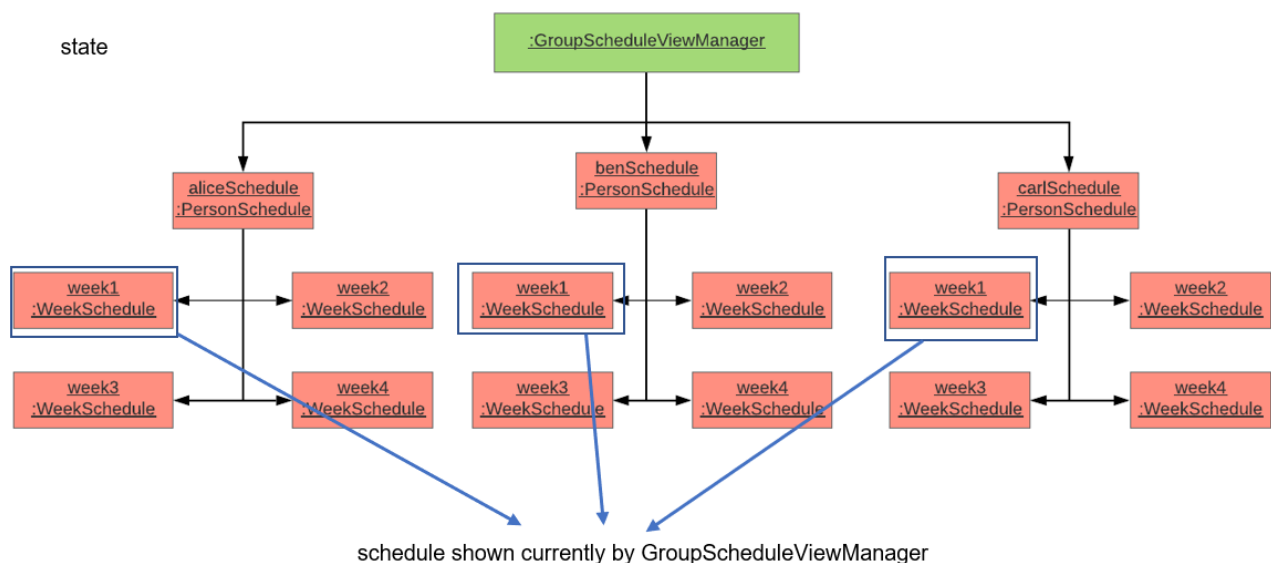 state
:GroupScheduleViewManager
aliceSchedule
:PersonSchedule
benSchedule
:PersonSchedule
carlSchedule
:PersonSchedule
week1
:WeekSchedule
week2
:WeekSchedule
week1
:WeekSchedule
week2
:WeekSchedule
week1
:WeekSchedule
week2
:WeekSchedule
week3
:WeekSchedule
week4
:WeekSchedule
week3
:WeekSchedule
week4
:WeekSchedule
week3
:WeekSchedule
week4
:WeekSchedule
schedule shown currently by GroupScheduleViewManager